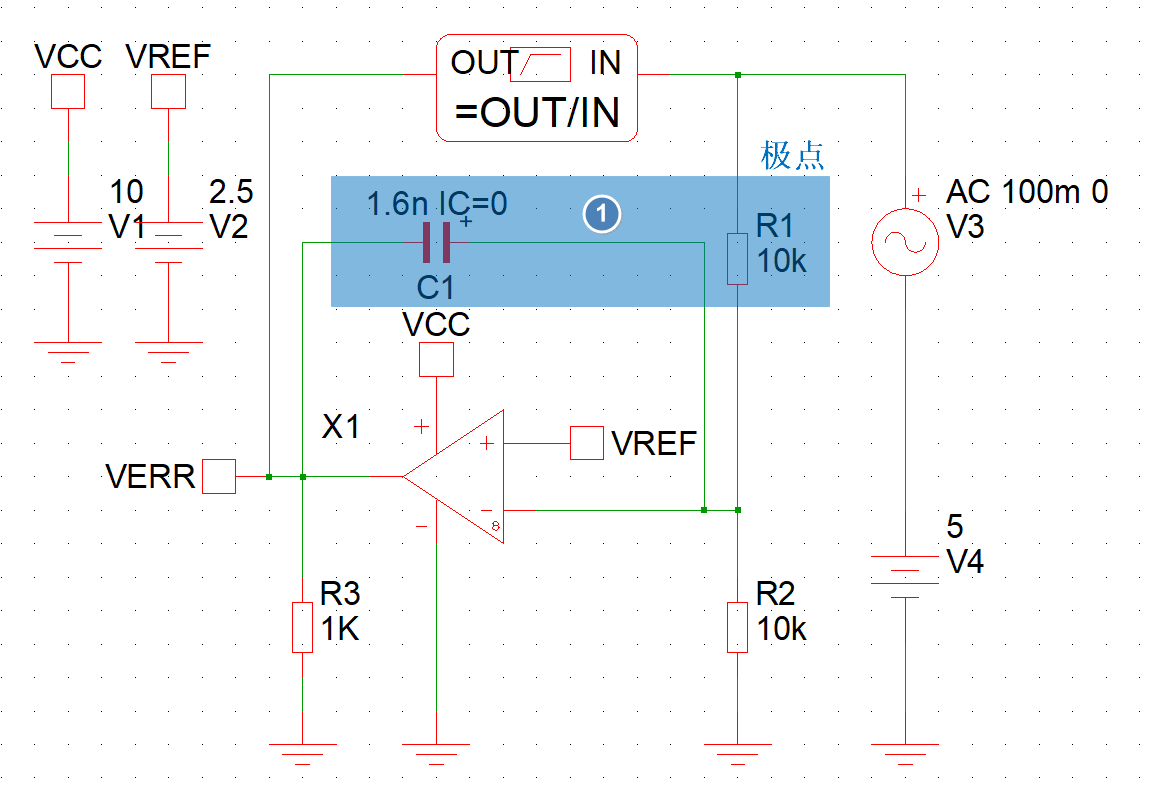 VCC VREF
OUT IN
=OUT/IN
极点
10
V1
2.5
V2
1.6n IC=0
+
1
C1
R1
10k
+
AC 100m 0
V3
VCC
X1
+
+
VREF
VERR
-
-
8
5
V4
R3
1K
R2
10k